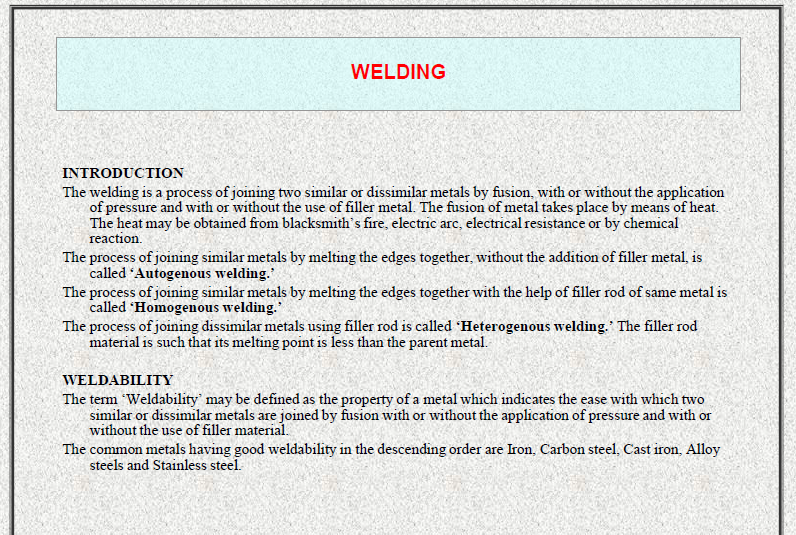 WELDING
INTRODUCTION
The welding is a process of joining two similar or dissimilar metals by fusion, with or without the application
of pressure and with or without the use of filler metal. The fusion of metal takes place by means of heat.
The heat may be obtained from blacksmith’s fire, electric arc, electrical resistance or by chemical
reaction.
The process of joining similar metals by melting the edges together, without the addition of filler metal, is
called ‘Autogenous welding.’
The process of joining similar metals by melting the edges together with the help of filler rod of same metal is
called ‘Homogenous welding.’
The process of joining dissimilar metals using filler rod is called ‘Heterogenous welding.’ The filler rod
material is such that its melting point is less than the parent metal.
WELDABILITY
The term ‘Weldability’ may be defined as the property of a metal which indicates the ease with which two
similar or dissimilar metals are joined by fusion with or without the application of pressure and with or
without the use of filler material.
The common metals having good weldability in the descending order are Iron, Carbon steel, Cast iron, Alloy
steels and Stainless steel.